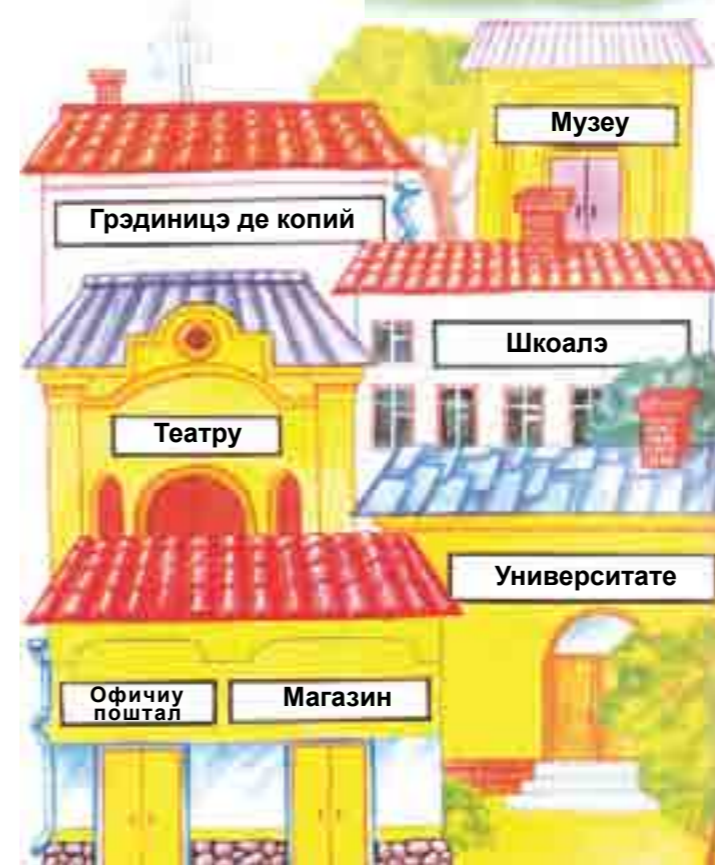 Музеу
Грэдиницэ де копий
Школэ
Театру
Университате
Офичиу
поштал
Магазин